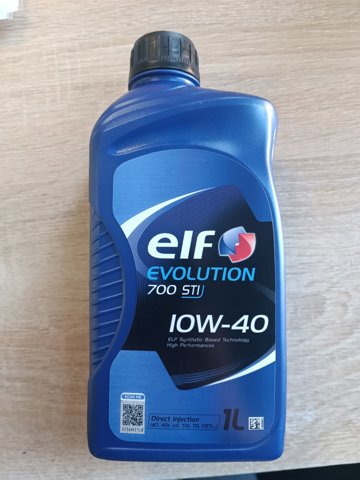 elf
EVOLUTION
700 STI
10W-40
ELF Synthetic Based Technology
High Performances
SCAN ME
Direct Injection
1L